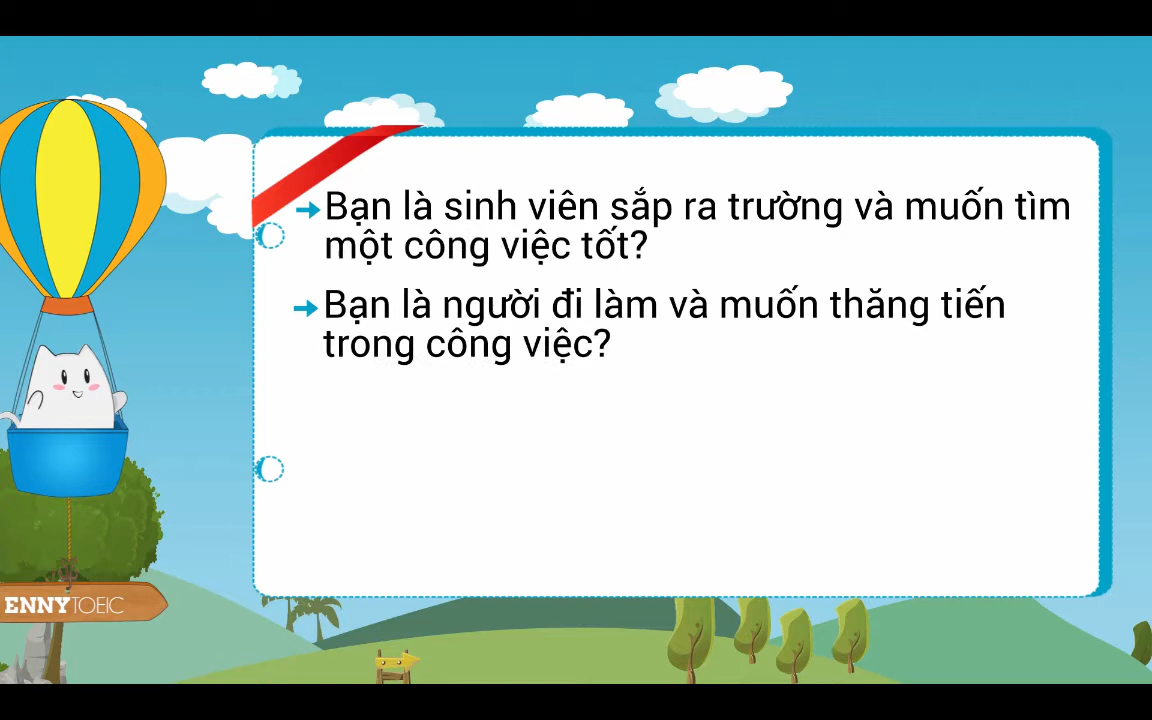 Bạn là sinh viên sắp ra trường và muốn tìm
một công việc tốt?
Bạn là người đi làm và muốn thăng tiến
trong công việc?
ENNYTOEIC